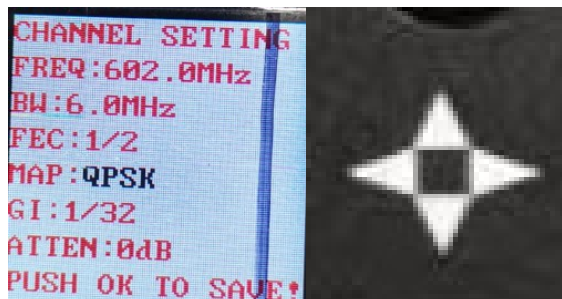 CHANNEL SETTING
FREQ:602.0MHz
BW:6.0MHz
FEC:1/2
MAP:QPSK
GI:1/32
ATTEN:0dB
PUSH OK TO SAVE!